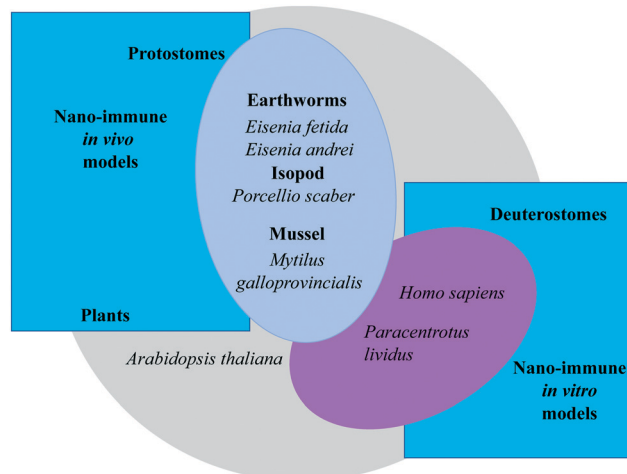 Protostomes
Nano-immune
in vivo
models
Plants
Earthworms
Eisenia fetida
Eisenia andrei
Isopod
Porcellio scaber
Mussel
Mytilus
galloprovincialis
Arabidopsis thaliana
Deuterostomes
Homo sapiens
Paracentrotus
lividus
Nano-immune
in vitro
models